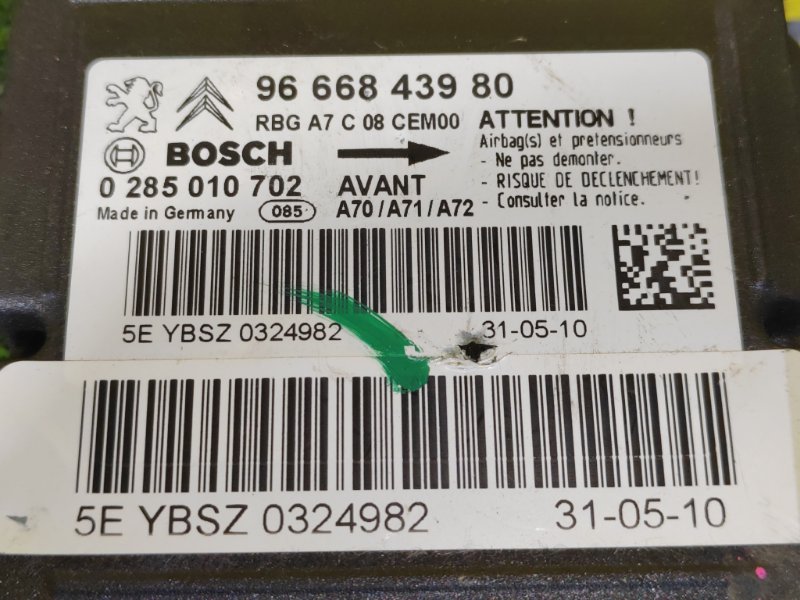 96 668 439 80
RBG A7 C 08 CEM00
ATTENTION !
Airbag(s) et pretensionneurs
- Ne pas demonter.
- RISQUE DE DECLENCHEMENT!
- Consulter la notice.
BOSCH
0 285 010 702
AVANT
Made in Germany
085
A70/A71/A72
5E YBSZ 0324982
31-05-10
5E YBSZ 0324982
31-05-10